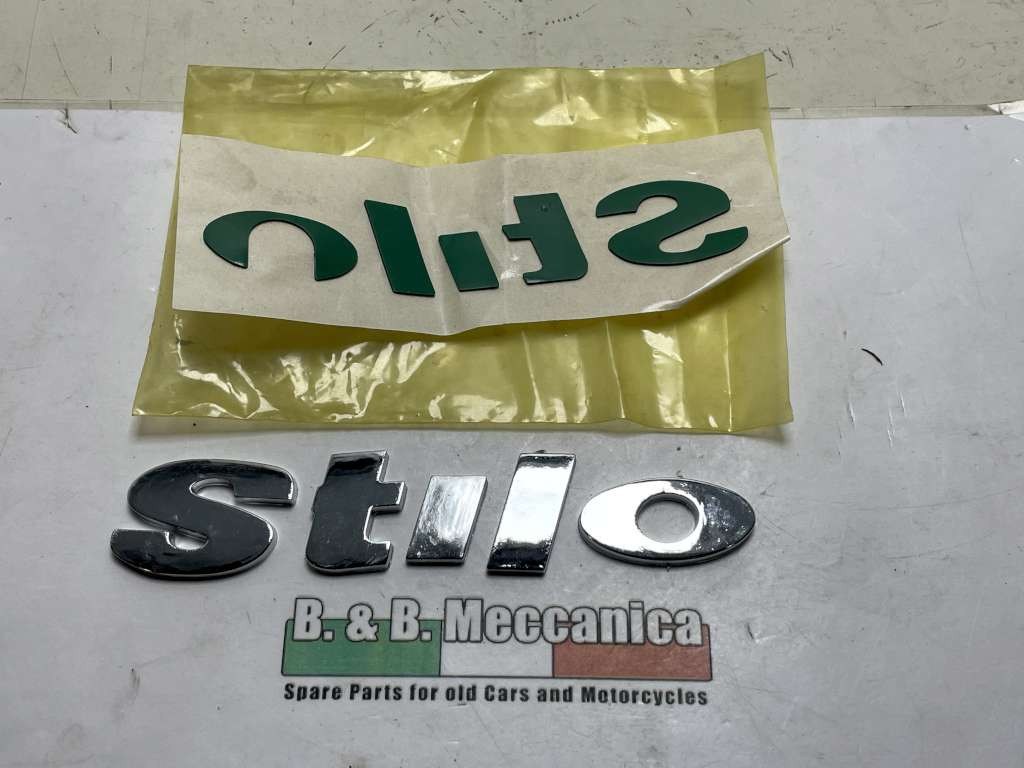 Stilo
Stilo
B. & B. Meccanica
Spare Parts for old Cars and Motorcycles